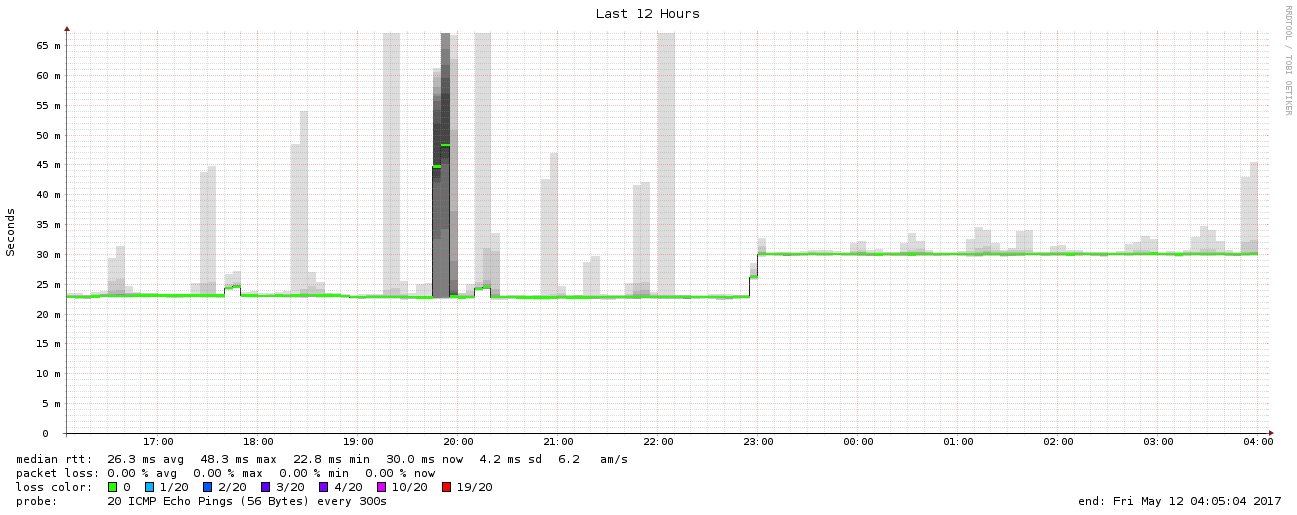 Last 12 Hours
RRDTOOL / TOBI OETIKER
Seconds
65 m
60 m
55 m
50 m
45 m
40 m
35 m
30 m
25 m
20 m
15 m
10 m
5 m
0
17:00 18:00 19:00 20:00 21:00 22:00 23:00 00:00 01:00 02:00 03:00 04:00
median rtt: 26.3 ms avg 48.3 ms max 22.8 ms min 30.0 ms now 4.2 ms sd 6.2 am/s
packet loss: 0.00 % avg 0.00 % max 0.00 % min 0.00 % now
loss color: 0 1/20 2/20 3/20 4/20 10/20 19/20
probe: 20 ICMP Echo Pings (56 Bytes) every 300s end: Fri May 12 04:05:04 2017